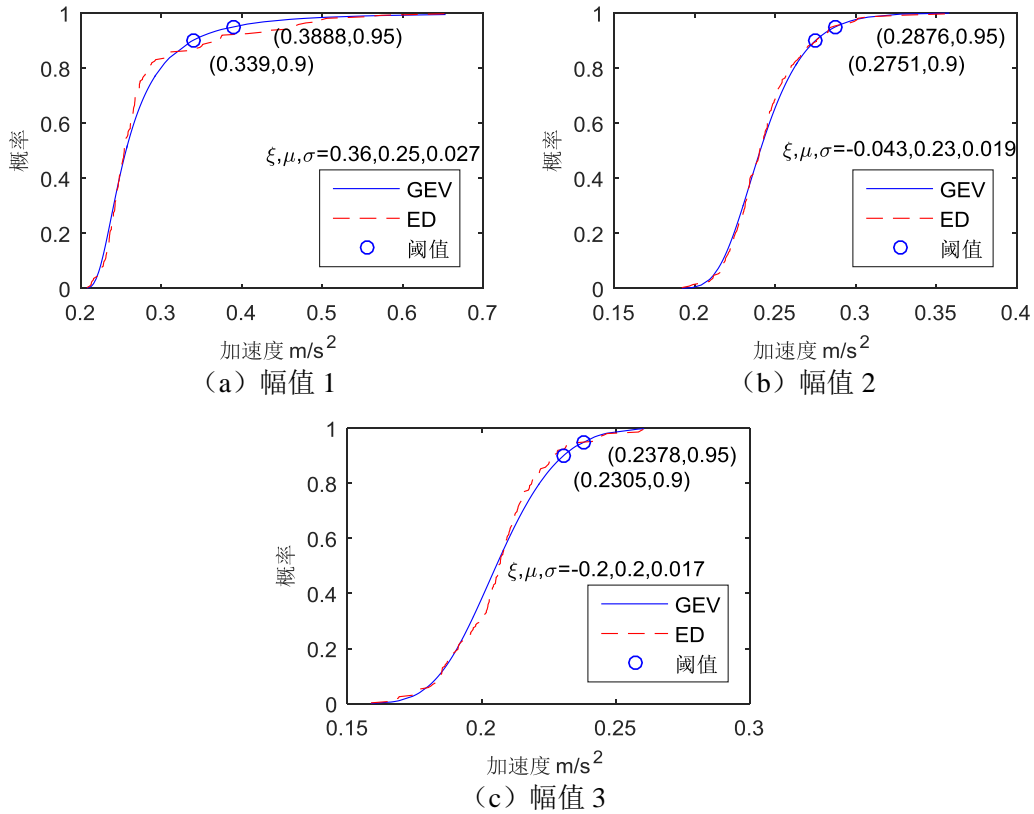 1
0.8
0.6
0.4
0.2
0
概率
(0.3888,0.95)
(0.339,0.9)
ξ,μ,σ=0.36,0.25,0.027
GEV
ED
阈值
0.2 0.3 0.4 0.5 0.6 0.7
加速度 m/s²
（a）幅值 1
1
0.8
0.6
0.4
0.2
0
概率
(0.2876,0.95)
(0.2751,0.9)
ξ,μ,σ=-0.043,0.23,0.019
GEV
ED
阈值
0.15 0.2 0.25 0.3 0.35 0.4
加速度 m/s²
（b）幅值 2
1
0.8
0.6
0.4
0.2
0
概率
(0.2378,0.95)
(0.2305,0.9)
ξ,μ,σ=-0.2,0.2,0.017
GEV
ED
阈值
0.15 0.2 0.25 0.3
加速度 m/s²
（c）幅值 3